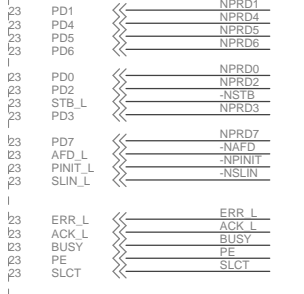 23 PD1 NPRD1
23 PD4 NPRD4
23 PD5 NPRD5
23 PD6 NPRD6
23 PD0 NPRD0
23 PD2 NPRD2
23 STB_L -NSTB
23 PD3 NPRD3
23 PD7 NPRD7
23 AFD_L -NAFD
23 PINIT_L -NPINIT
23 SLIN_L -NSLIN
23 ERR_L ERR_L
23 ACK_L ACK_L
23 BUSY BUSY
23 PE PE
23 SLCT SLCT